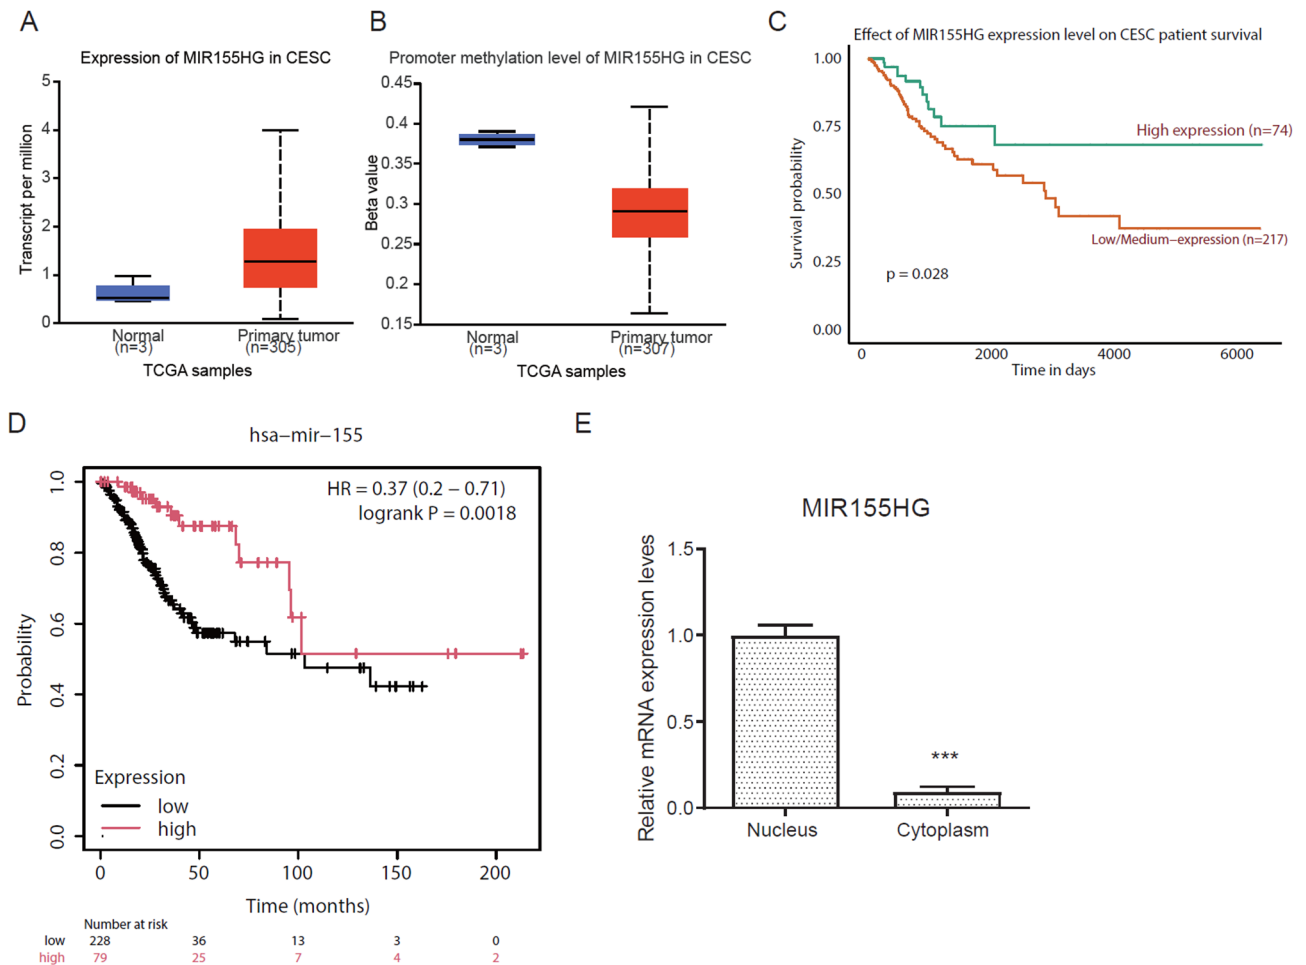 A
Expression of MIR155HG in CESC
5
4
3
2
1
0
Transcript per million
Normal
(n=3)
Primary tumor
(n=305)
TCGA samples
B
Promoter methylation level of MIR155HG in CESC
0.45
0.4
0.35
0.3
0.25
0.2
0.15
Beta value
Normal
(n=3)
Primary tumor
(n=307)
TCGA samples
C
Effect of MIR155HG expression level on CESC patient survival
1.00
0.75
0.50
0.25
0.00
Survival probability
High expression (n=74)
Low/Medium−expression (n=217)
p = 0.028
0 2000 4000 6000
Time in days
D
hsa−mir−155
HR = 0.37 (0.2 − 0.71)
logrank P = 0.0018
1.0
0.8
0.6
0.4
0.2
0.0
Probability
Expression
low
high
0 50 100 150 200
Time (months)
Number at risk
low 228 36 13 3 0
high 79 25 7 4 2
E
MIR155HG
1.5
1.0
0.5
0.0
Relative mRNA expression leves
***
Nucleus Cytoplasm